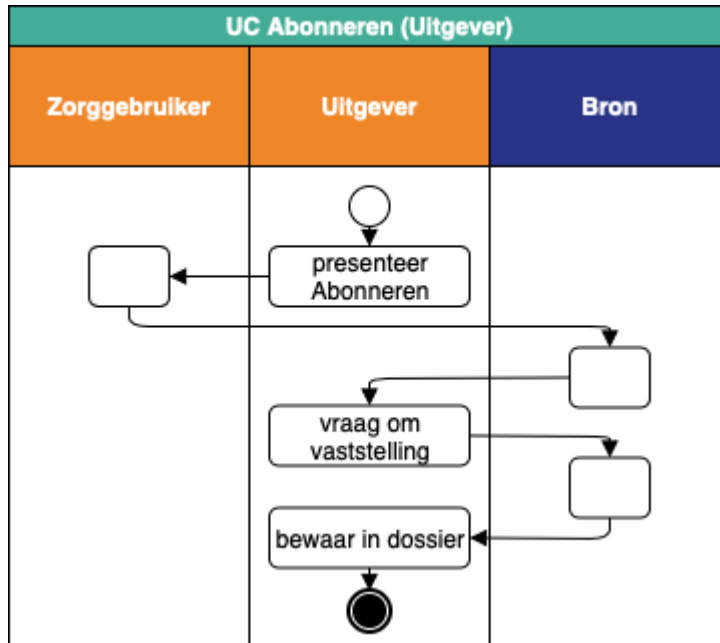 UC Abonneren (Uitgever)
Zorggebruiker
Uitgever
Bron
presenteer
Abonneren
vraag om
vaststelling
bewaar in dossier